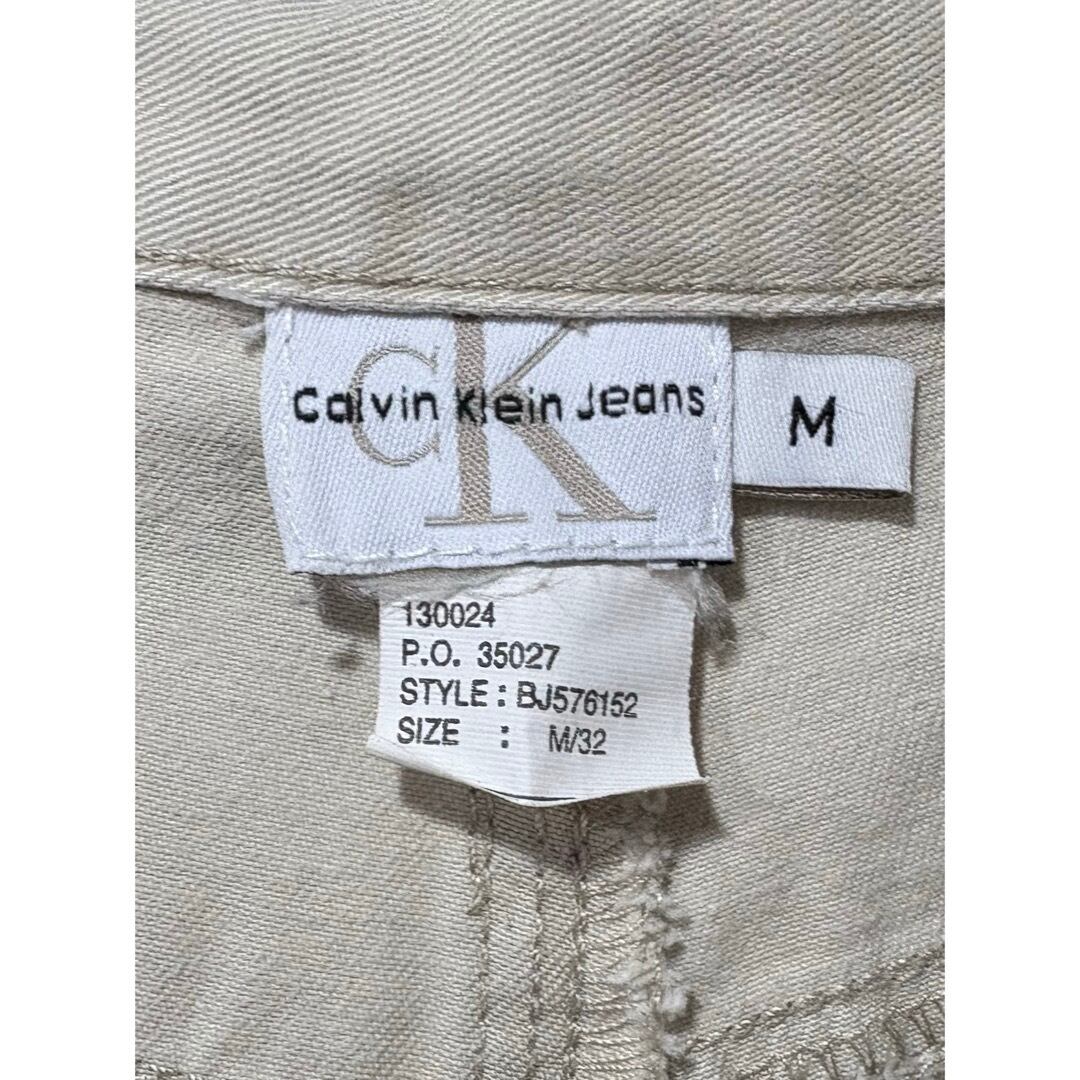 CK
Calvin Klein Jeans
M
130024
P.O. 35027
STYLE : BJ576152
SIZE : M/32